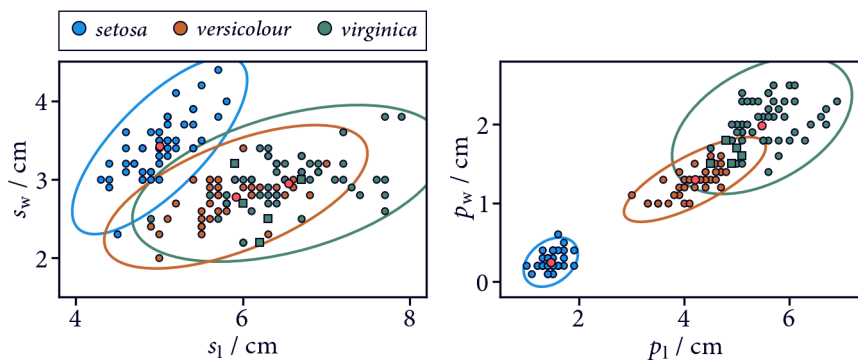 setosa versicolour virginica
4
3
2
s_w / cm
4 6 8
s_l / cm
2
1
0
p_w / cm
2 4 6
p_l / cm